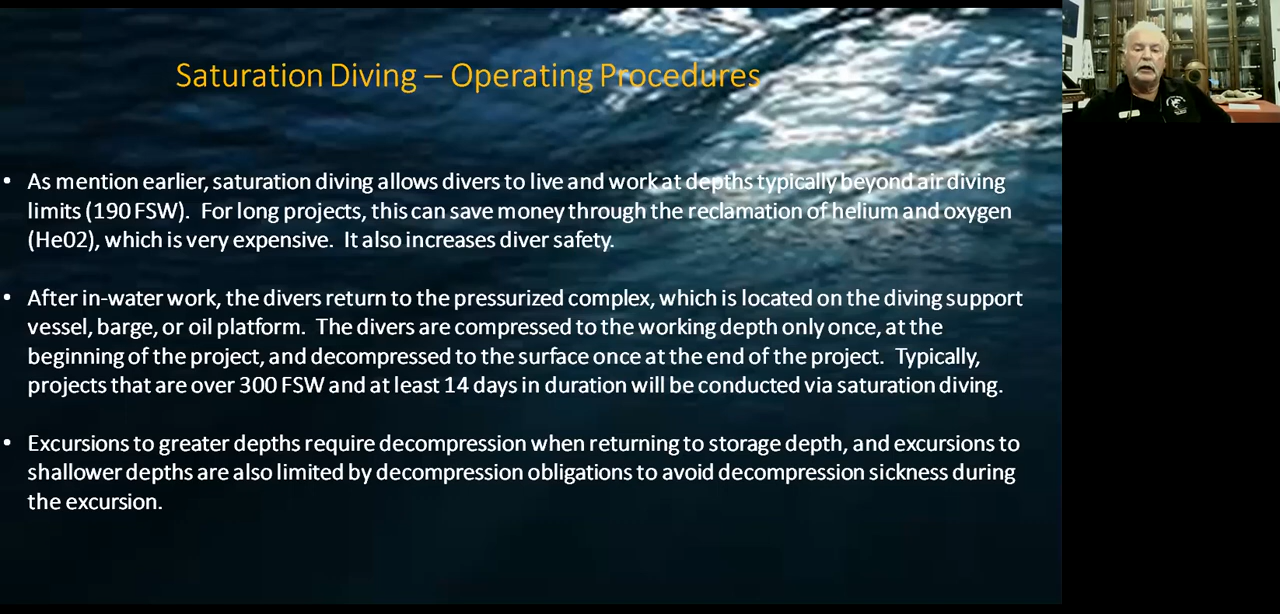 Saturation Diving – Operating Procedures
• As mention earlier, saturation diving allows divers to live and work at depths typically beyond air diving
limits (190 FSW). For long projects, this can save money through the reclamation of helium and oxygen
(He02), which is very expensive. It also increases diver safety.
• After in-water work, the divers return to the pressurized complex, which is located on the diving support
vessel, barge, or oil platform. The divers are compressed to the working depth only once, at the
beginning of the project, and decompressed to the surface once at the end of the project. Typically,
projects that are over 300 FSW and at least 14 days in duration will be conducted via saturation diving.
• Excursions to greater depths require decompression when returning to storage depth, and excursions to
shallower depths are also limited by decompression obligations to avoid decompression sickness during
the excursion.